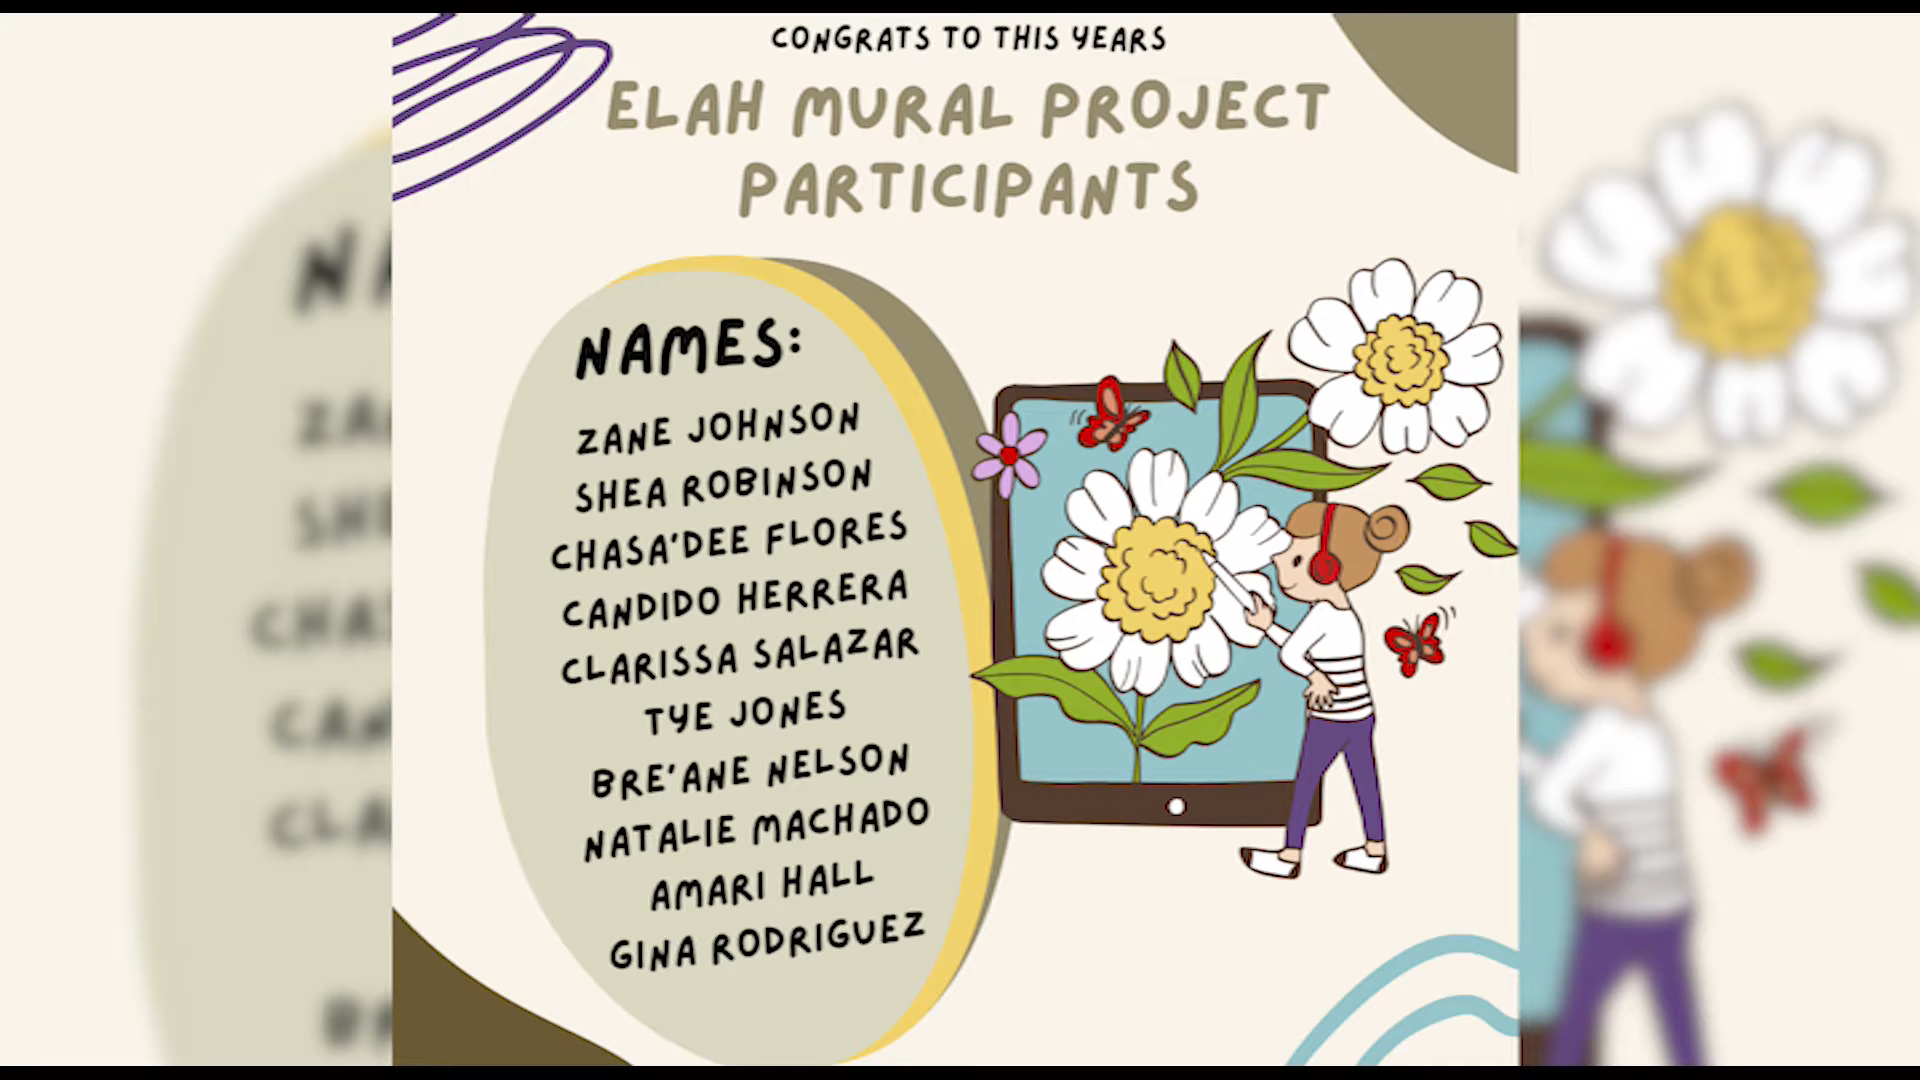 CONGRATS TO THIS YEARS
ELAH MURAL PROJECT
PARTICIPANTS
NAMES:
ZANE JOHNSON
SHEA ROBINSON
CHASA'DEE FLORES
CANDIDO HERRERA
CLARISSA SALAZAR
TYE JONES
BRE'ANE NELSON
NATALIE MACHADO
AMARI HALL
GINA RODRIGUEZ